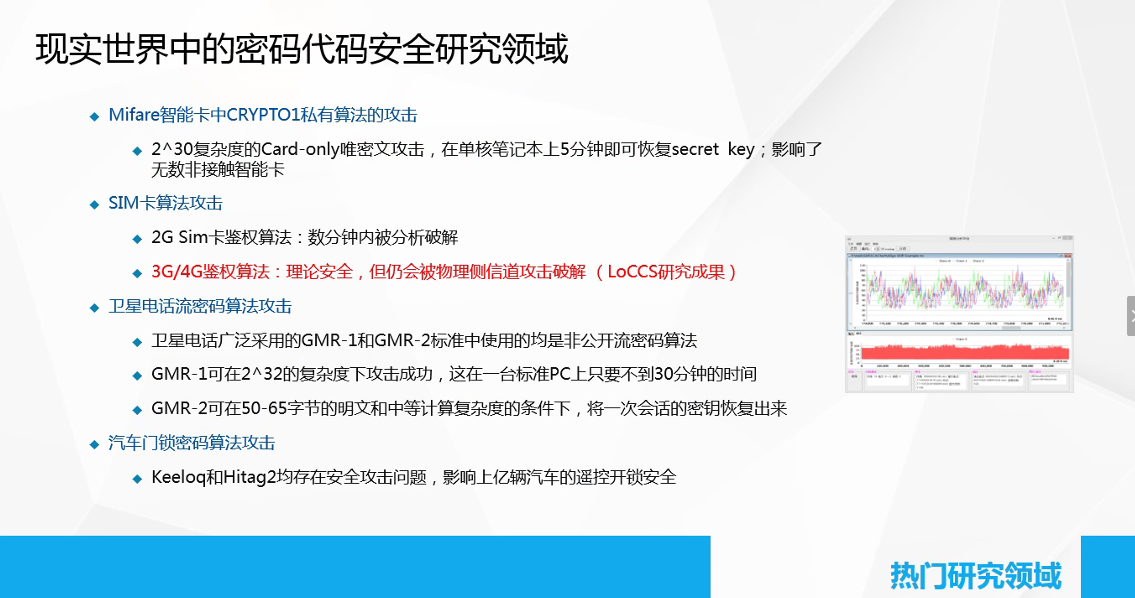 现实世界中的密码代码安全研究领域
Mifare智能卡中CRYPTO1私有算法的攻击
2^30复杂度的Card-only唯密文攻击，在单核笔记本上5分钟即可恢复secret key；影响了
无数非接触智能卡
SIM卡算法攻击
2G Sim卡鉴权算法：数分钟内被分析破解
3G/4G鉴权算法：理论安全，但仍会被物理侧信道攻击破解 （LoCCS研究成果）
卫星电话流密码算法攻击
卫星电话广泛采用的GMR-1和GMR-2标准中使用的均是非公开流密码算法
GMR-1可在2^32的复杂度下攻击成功，这在一台标准PC上只要不到30分钟的时间
GMR-2可在50-65字节的明文和中等计算复杂度的条件下，将一次会话的密钥恢复出来
汽车门锁密码算法攻击
Keeloq和Hitag2均存在安全攻击问题，影响上亿辆汽车的遥控开锁安全
热门研究领域